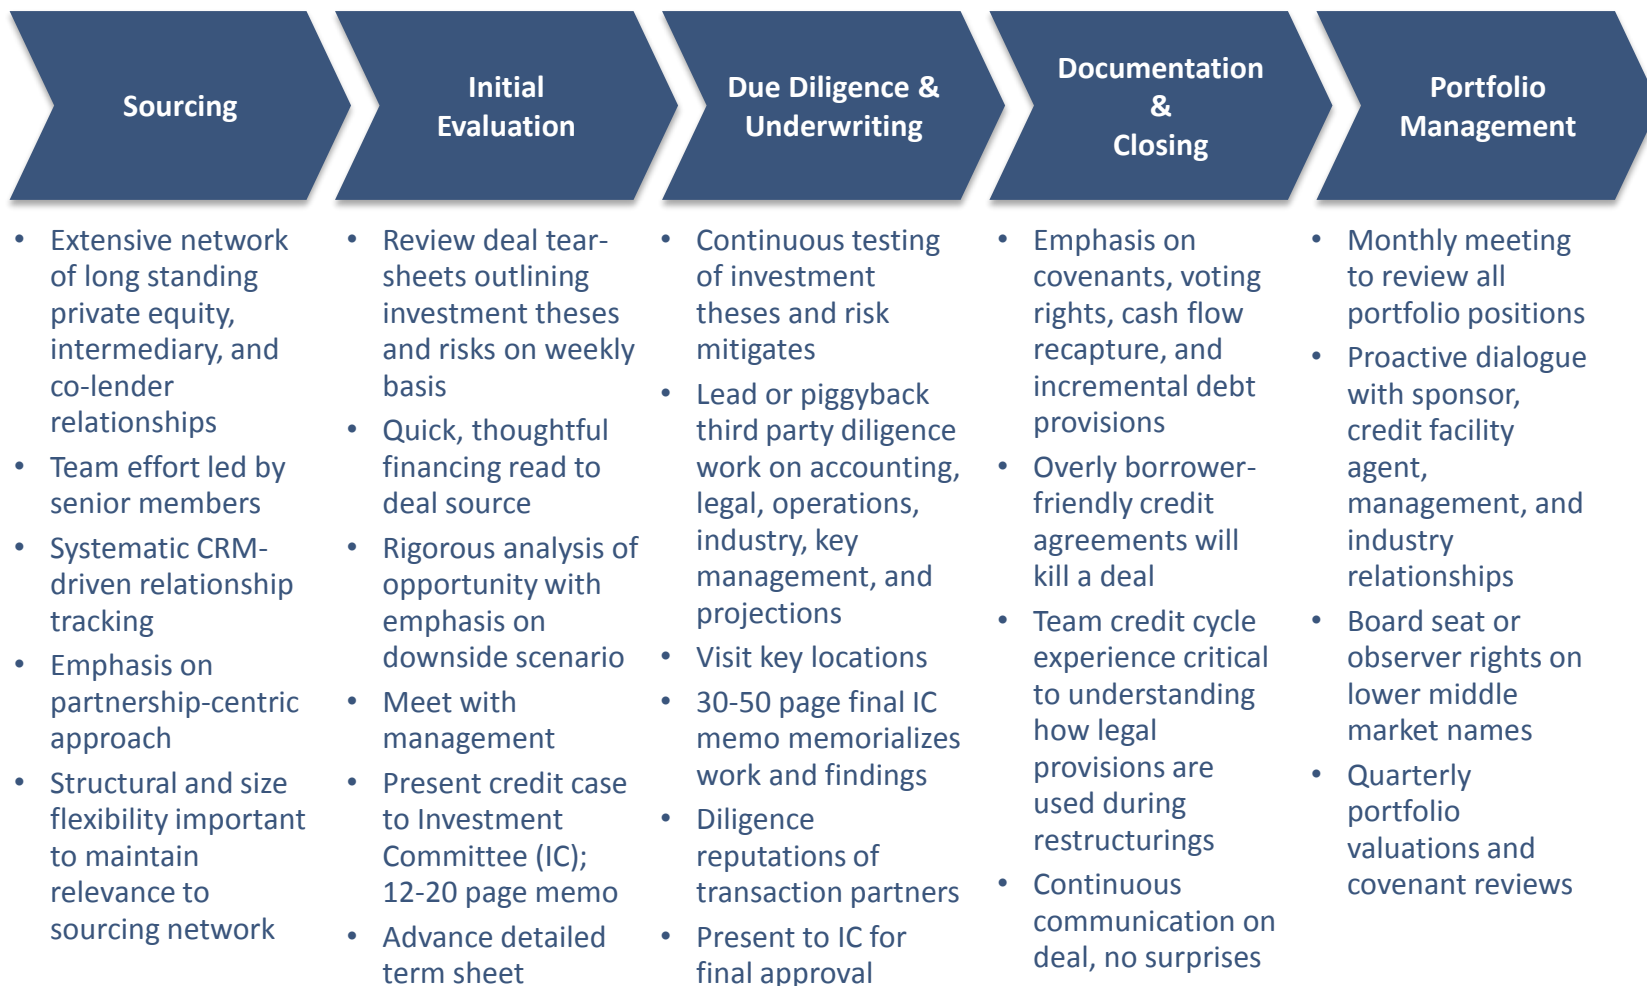 Sourcing
Initial
Evaluation
Due Diligence &
Underwriting
Documentation
&
Closing
Portfolio
Management
• Extensive network
of long standing
private equity,
intermediary, and
co-lender
relationships
• Team effort led by
senior members
• Systematic CRM-
driven relationship
tracking
• Emphasis on
partnership-centric
approach
• Structural and size
flexibility important
to maintain
relevance to
sourcing network
• Review deal tear-
sheets outlining
investment theses
and risks on weekly
basis
• Quick, thoughtful
financing read to
deal source
• Rigorous analysis of
opportunity with
emphasis on
downside scenario
• Meet with
management
• Present credit case
to Investment
Committee (IC);
12-20 page memo
• Advance detailed
term sheet
• Continuous testing
of investment
theses and risk
mitigates
• Lead or piggyback
third party diligence
work on accounting,
legal, operations,
industry, key
management, and
projections
• Visit key locations
• 30-50 page final IC
memo memorializes
work and findings
• Diligence
reputations of
transaction partners
• Present to IC for
final approval
• Emphasis on
covenants, voting
rights, cash flow
recapture, and
incremental debt
provisions
• Overly borrower-
friendly credit
agreements will
kill a deal
• Team credit cycle
experience critical
to understanding
how legal
provisions are
used during
restructurings
• Continuous
communication on
deal, no surprises
• Monthly meeting
to review all
portfolio positions
• Proactive dialogue
with sponsor,
credit facility
agent,
management, and
industry
relationships
• Board seat or
observer rights on
lower middle
market names
• Quarterly
portfolio
valuations and
covenant reviews